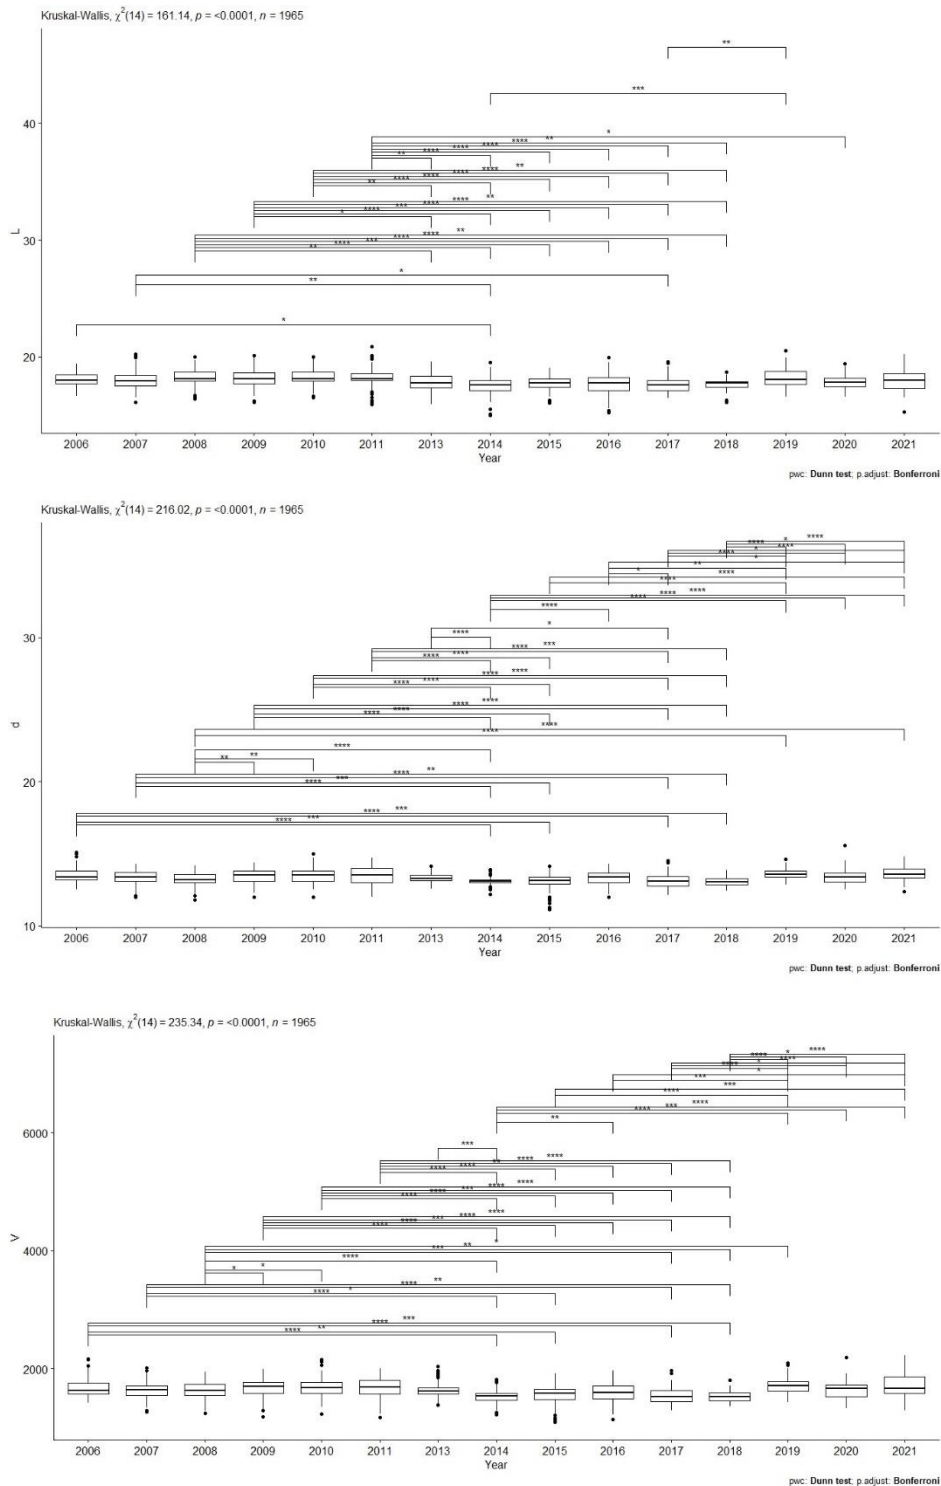 Kruskal-Wallis, χ²(14) = 161.14, p = <0.0001, n = 1965
**
***
40
*
L
30
20
2006 2007 2008 2009 2010 2011 2013 2014 2015 2016 2017 2018 2019 2020 2021
Year
pwc: Dunn test; p.adjust: Bonferroni
Kruskal-Wallis, χ²(14) = 216.02, p = <0.0001, n = 1965
30
d
20
10
2006 2007 2008 2009 2010 2011 2013 2014 2015 2016 2017 2018 2019 2020 2021
Year
pwc: Dunn test; p.adjust: Bonferroni
Kruskal-Wallis, χ²(14) = 235.34, p = <0.0001, n = 1965
6000
4000
V
2000
2006 2007 2008 2009 2010 2011 2013 2014 2015 2016 2017 2018 2019 2020 2021
Year
pwc: Dunn test; p.adjust: Bonferroni